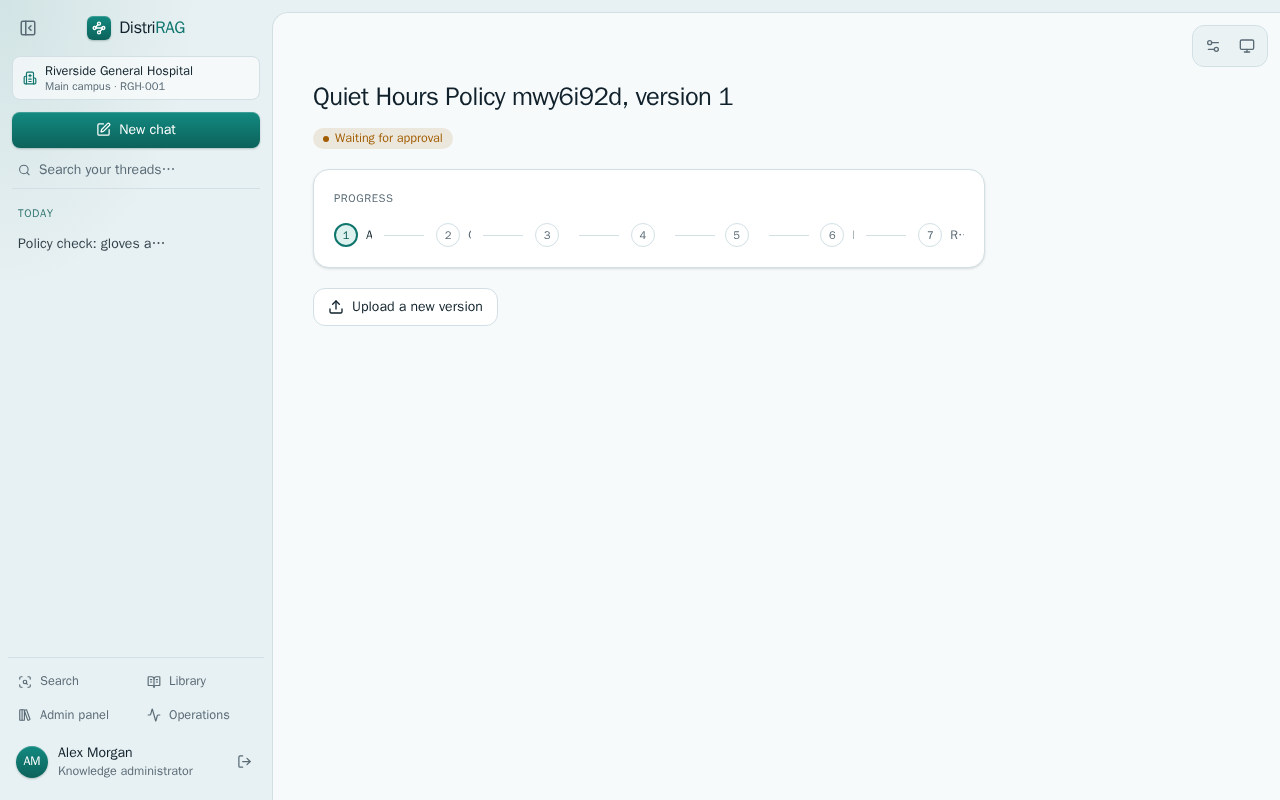 DistriRAG
Riverside General Hospital
Main campus · RGH-001
New chat
Search your threads···
TODAY
Policy check: gloves a···
Search
Library
Admin panel
Operations
AM
Alex Morgan
Knowledge administrator
Quiet Hours Policy mwy6i92d, version 1
Waiting for approval
PROGRESS
1 A 2 3 4 5 6 7 R··
Upload a new version